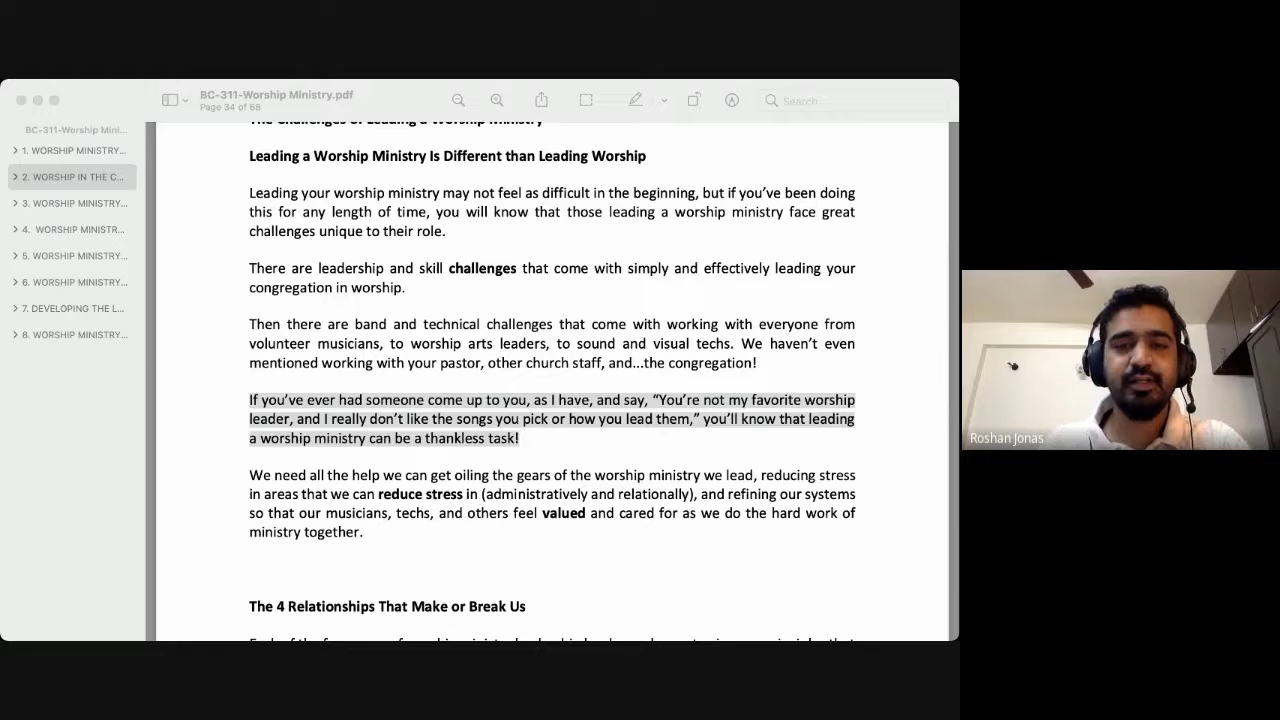 BC-311-Worship Ministry.pdf
Page 34 of 68
Search
BC-311-Worship Mini...
1. WORSHIP MINISTRY...
2. WORSHIP IN THE C...
3. WORSHIP MINISTRY...
4. WORSHIP MINISTR...
5. WORSHIP MINISTRY...
6. WORSHIP MINISTRY...
7. DEVELOPING THE L...
8. WORSHIP MINISTRY...
The Challenges of Leading a Worship Ministry
Leading a Worship Ministry Is Different than Leading Worship
Leading your worship ministry may not feel as difficult in the beginning, but if you’ve been doing
this for any length of time, you will know that those leading a worship ministry face great
challenges unique to their role.
There are leadership and skill challenges that come with simply and effectively leading your
congregation in worship.
Then there are band and technical challenges that come with working with everyone from
volunteer musicians, to worship arts leaders, to sound and visual techs. We haven’t even
mentioned working with your pastor, other church staff, and...the congregation!
If you’ve ever had someone come up to you, as I have, and say, “You’re not my favorite worship
leader, and I really don’t like the songs you pick or how you lead them,” you’ll know that leading
a worship ministry can be a thankless task!
We need all the help we can get oiling the gears of the worship ministry we lead, reducing stress
in areas that we can reduce stress in (administratively and relationally), and refining our systems
so that our musicians, techs, and others feel valued and cared for as we do the hard work of
ministry together.
The 4 Relationships That Make or Break Us
Roshan Jonas